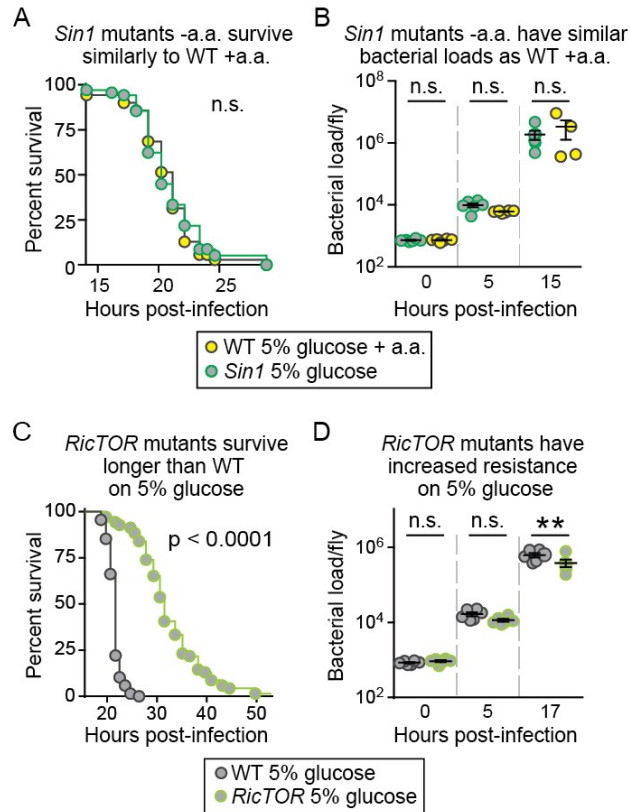 A
Sin1 mutants -a.a. survive
similarly to WT +a.a.
n.s.
Percent survival
100
75
50
25
0
15 20 25
Hours post-infection
B
Sin1 mutants -a.a. have similar
bacterial loads as WT +a.a.
n.s. n.s. n.s.
Bacterial load/fly
10⁸
10⁶
10⁴
10²
0 5 15
Hours post-infection
WT 5% glucose + a.a.
Sin1 5% glucose
C
RicTOR mutants survive
longer than WT
on 5% glucose
p < 0.0001
Percent survival
100
75
50
25
0
20 30 40 50
Hours post-infection
D
RicTOR mutants have
increased resistance
on 5% glucose
n.s. n.s. **
Bacterial load/fly
10⁶
10⁴
10²
0 5 17
Hours post-infection
WT 5% glucose
RicTOR 5% glucose